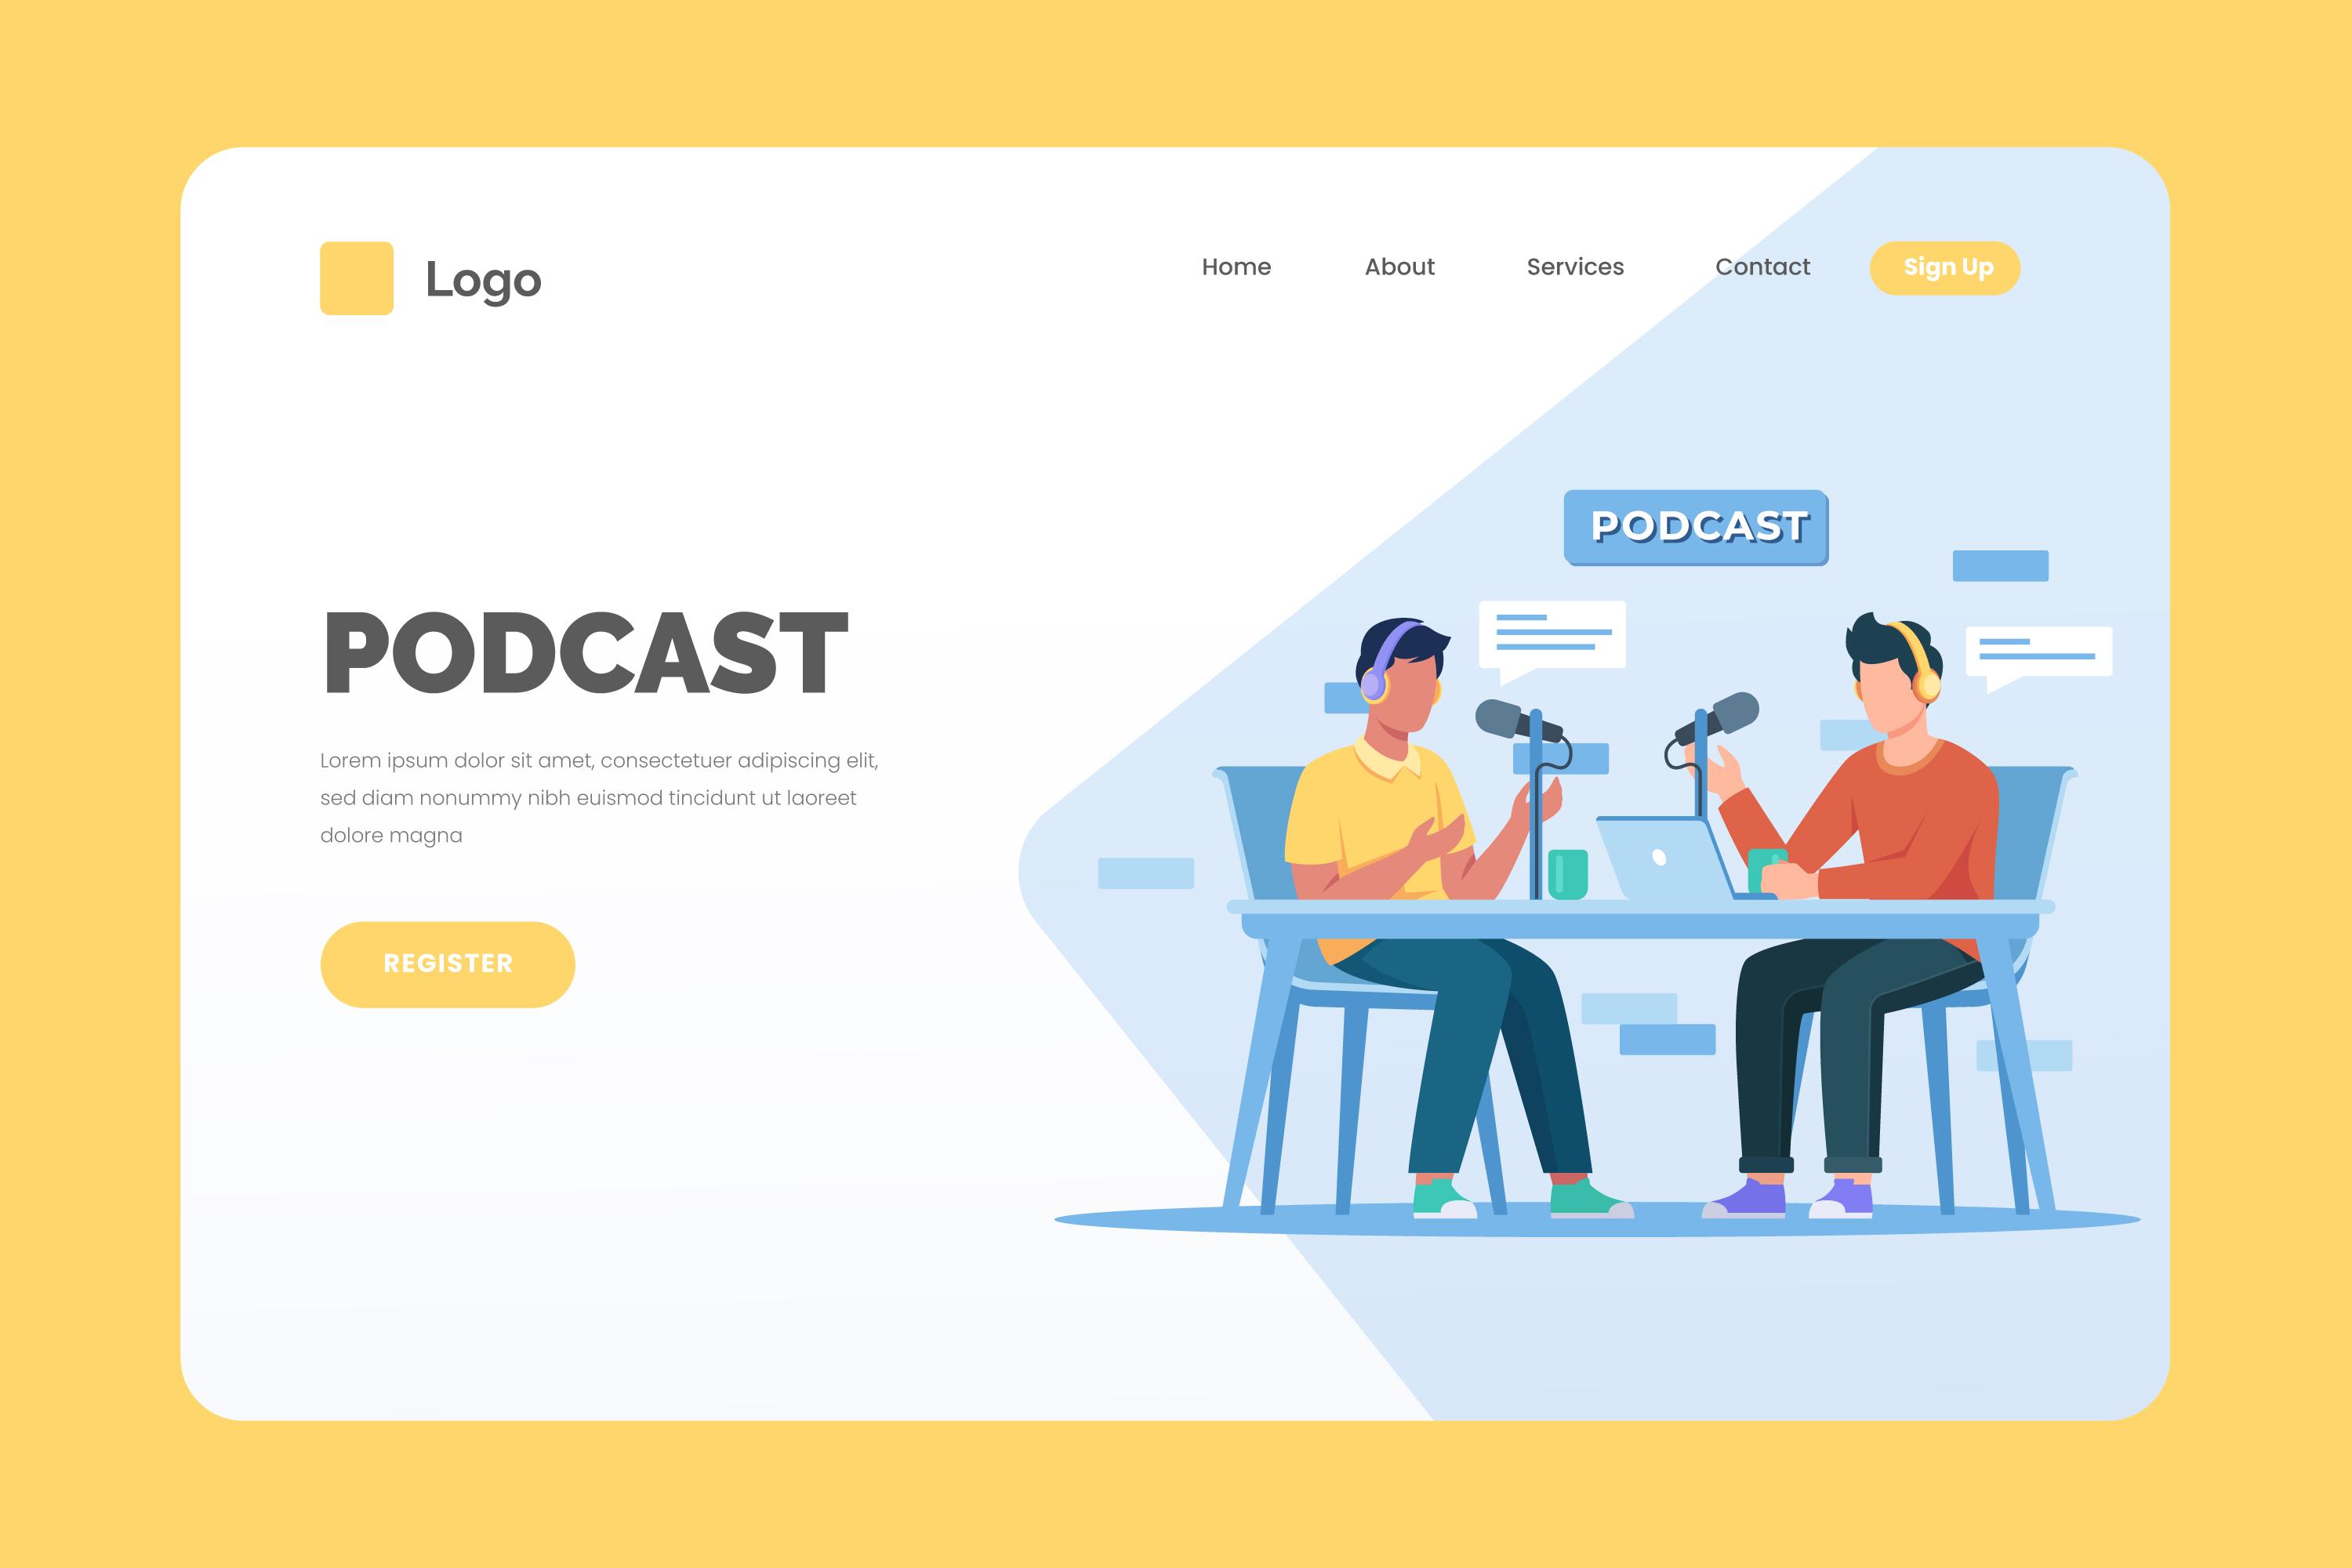 Logo
Home
About
Services
Contact
Sign Up
PODCAST
PODCAST
Lorem ipsum dolor sit amet, consectetuer adipiscing elit,
sed diam nonummy nibh euismod tincidunt ut laoreet
dolore magna
REGISTER